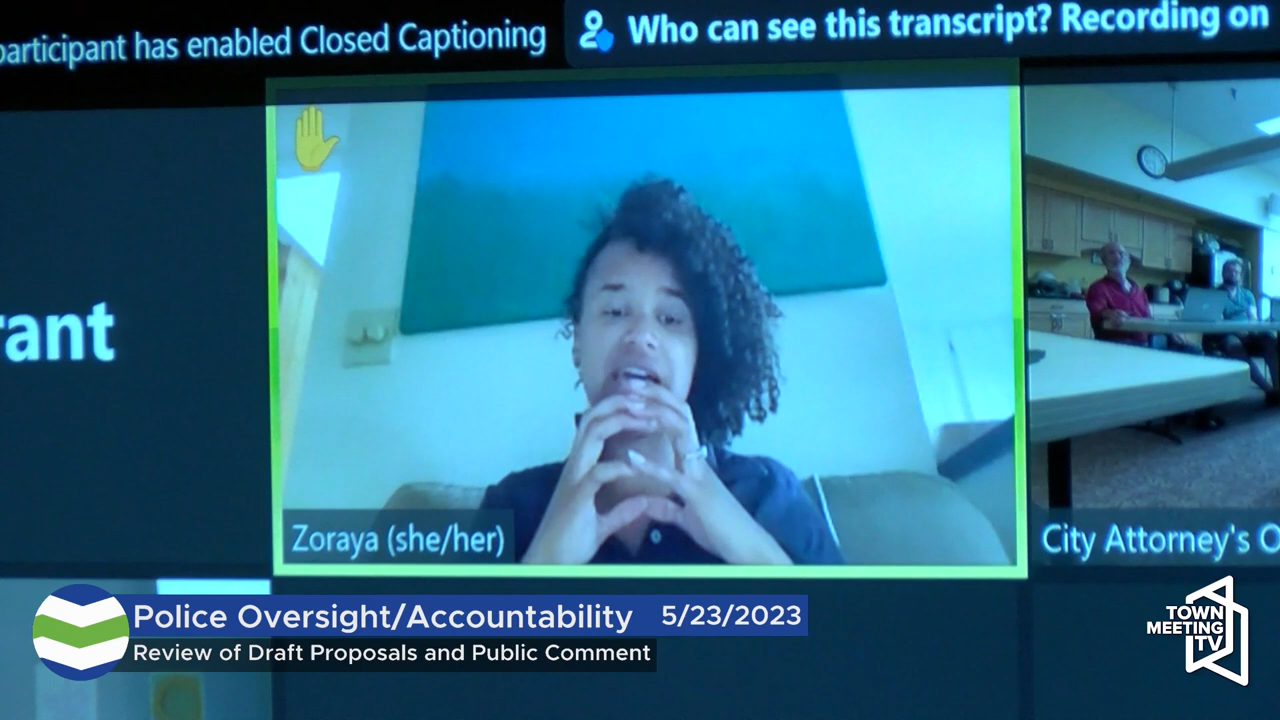 participant has enabled Closed Captioning
Who can see this transcript? Recording on
rant
Zoraya (she/her)
City Attorney's O
Police Oversight/Accountability 5/23/2023
Review of Draft Proposals and Public Comment
TOWN
MEETING
TV